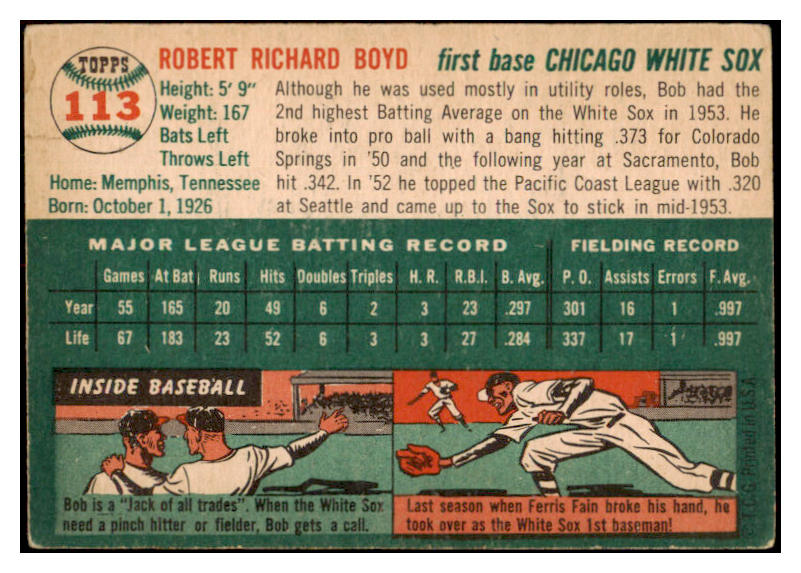 TOPPS
113
ROBERT RICHARD BOYD first base CHICAGO WHITE SOX
Height: 5' 9"
Weight: 167
Bats Left
Throws Left
Home: Memphis, Tennessee
Born: October 1, 1926
Although he was used mostly in utility roles, Bob had the
2nd highest Batting Average on the White Sox in 1953. He
broke into pro ball with a bang hitting .373 for Colorado
Springs in '50 and the following year at Sacramento, Bob
hit .342. In '52 he topped the Pacific Coast League with .320
at Seattle and came up to the Sox to stick in mid-1953.
MAJOR LEAGUE BATTING RECORD FIELDING RECORD
Games At Bat Runs Hits Doubles Triples H. R. R.B.I. B. Avg. P. O. Assists Errors F. Avg.
Year 55 165 20 49 6 2 3 23 .297 301 16 1 .997
Life 67 183 23 52 6 3 3 27 .284 337 17 1 .997
INSIDE BASEBALL
Bob is a "Jack of all trades". When the White Sox
need a pinch hitter or fielder, Bob gets a call.
Last season when Ferris Fain broke his hand, he
took over as the White Sox 1st baseman!
© T.C.G. Printed in U.S.A.